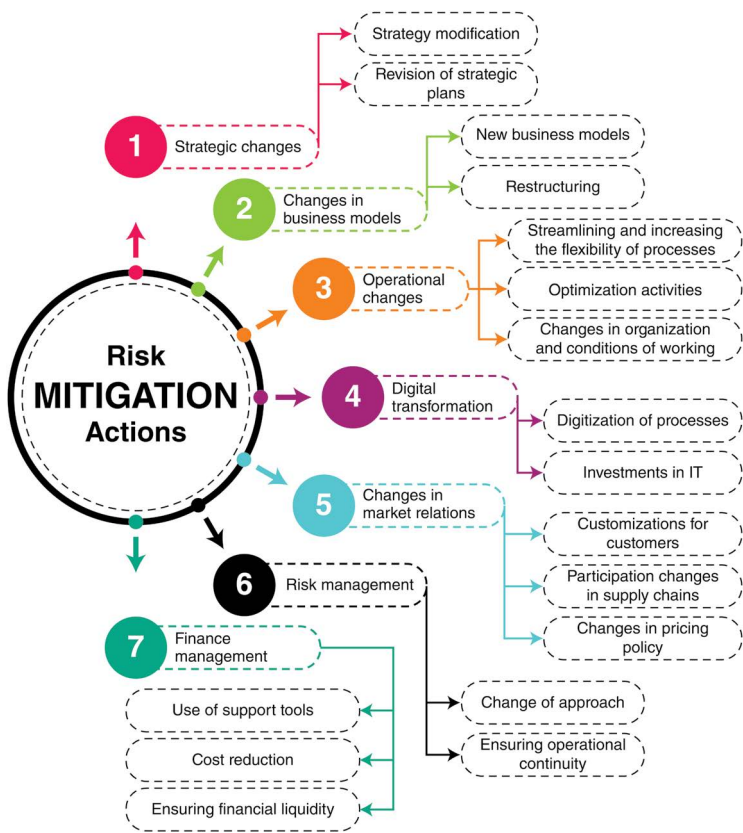 Risk
MITIGATION
Actions
1
Strategic changes
Strategy modification
Revision of strategic
plans
2
Changes in
business models
New business models
Restructuring
3
Operational
changes
Streamlining and increasing
the flexibility of processes
Optimization activities
Changes in organization
and conditions of working
4
Digital
transformation
Digitization of processes
Investments in IT
5
Changes in
market relations
Customizations for
customers
Participation changes
in supply chains
Changes in pricing
policy
6
Risk management
Change of approach
Ensuring operational
continuity
7
Finance
management
Use of support tools
Cost reduction
Ensuring financial liquidity